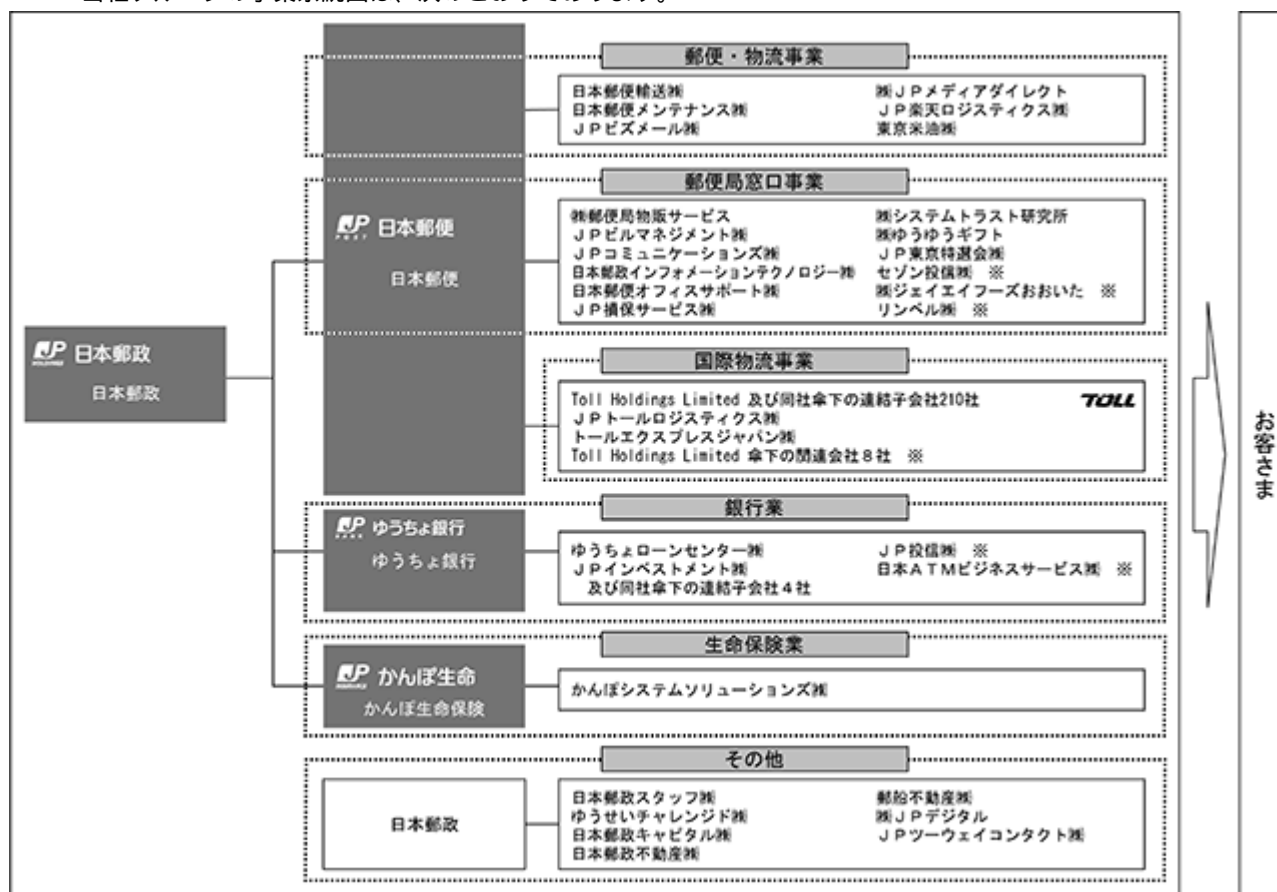 郵便・物流事業
日本郵便輸送㈱
日本郵便メンテナンス㈱
ＪＰビズメール㈱
㈱ＪＰメディアダイレクト
ＪＰ楽天ロジスティクス㈱
東京米油㈱
郵便局窓口事業
JP POST 日本郵便
日本郵便
㈱郵便局物販サービス
ＪＰビルマネジメント㈱
ＪＰコミュニケーションズ㈱
日本郵政インフォメーションテクノロジー㈱
日本郵便オフィスサポート㈱
ＪＰ損保サービス㈱
㈱システムトラスト研究所
㈱ゆうゆうギフト
ＪＰ東京特選会㈱
セゾン投信㈱ ※
㈱ジェイエイフーズおおいた ※
リンベル㈱ ※
JP HOLDINGS 日本郵政
日本郵政
国際物流事業
Toll Holdings Limited 及び同社傘下の連結子会社210社
TOLL
ＪＰトールロジスティクス㈱
トールエクスプレスジャパン㈱
Toll Holdings Limited 傘下の関連会社８社 ※
銀行業
JP BANK ゆうちょ銀行
ゆうちょ銀行
ゆうちょローンセンター㈱
ＪＰインベストメント㈱
及び同社傘下の連結子会社４社
ＪＰ投信㈱ ※
日本ＡＴＭビジネスサービス㈱ ※
生命保険業
JP INSURANCE かんぽ生命
かんぽ生命保険
かんぽシステムソリューションズ㈱
その他
日本郵政
日本郵政スタッフ㈱
ゆうせいチャレンジド㈱
日本郵政キャピタル㈱
日本郵政不動産㈱
郵船不動産㈱
㈱ＪＰデジタル
ＪＰツーウェイコンタクト㈱
お客さま